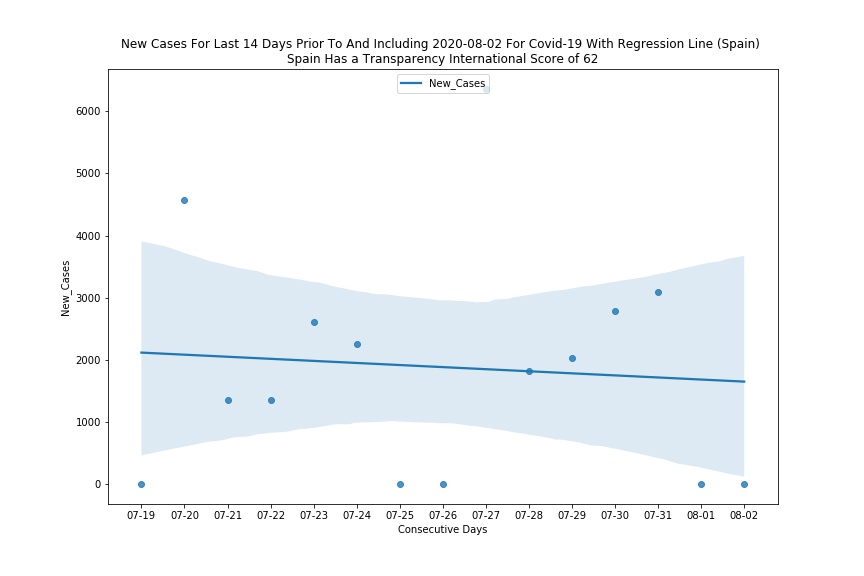 New Cases For Last 14 Days Prior To And Including 2020-08-02 For Covid-19 With Regression Line (Spain)
Spain Has a Transparency International Score of 62
New_Cases
6000
5000
4000
3000
2000
1000
0
New_Cases
07-19 07-20 07-21 07-22 07-23 07-24 07-25 07-26 07-27 07-28 07-29 07-30 07-31 08-01 08-02
Consecutive Days